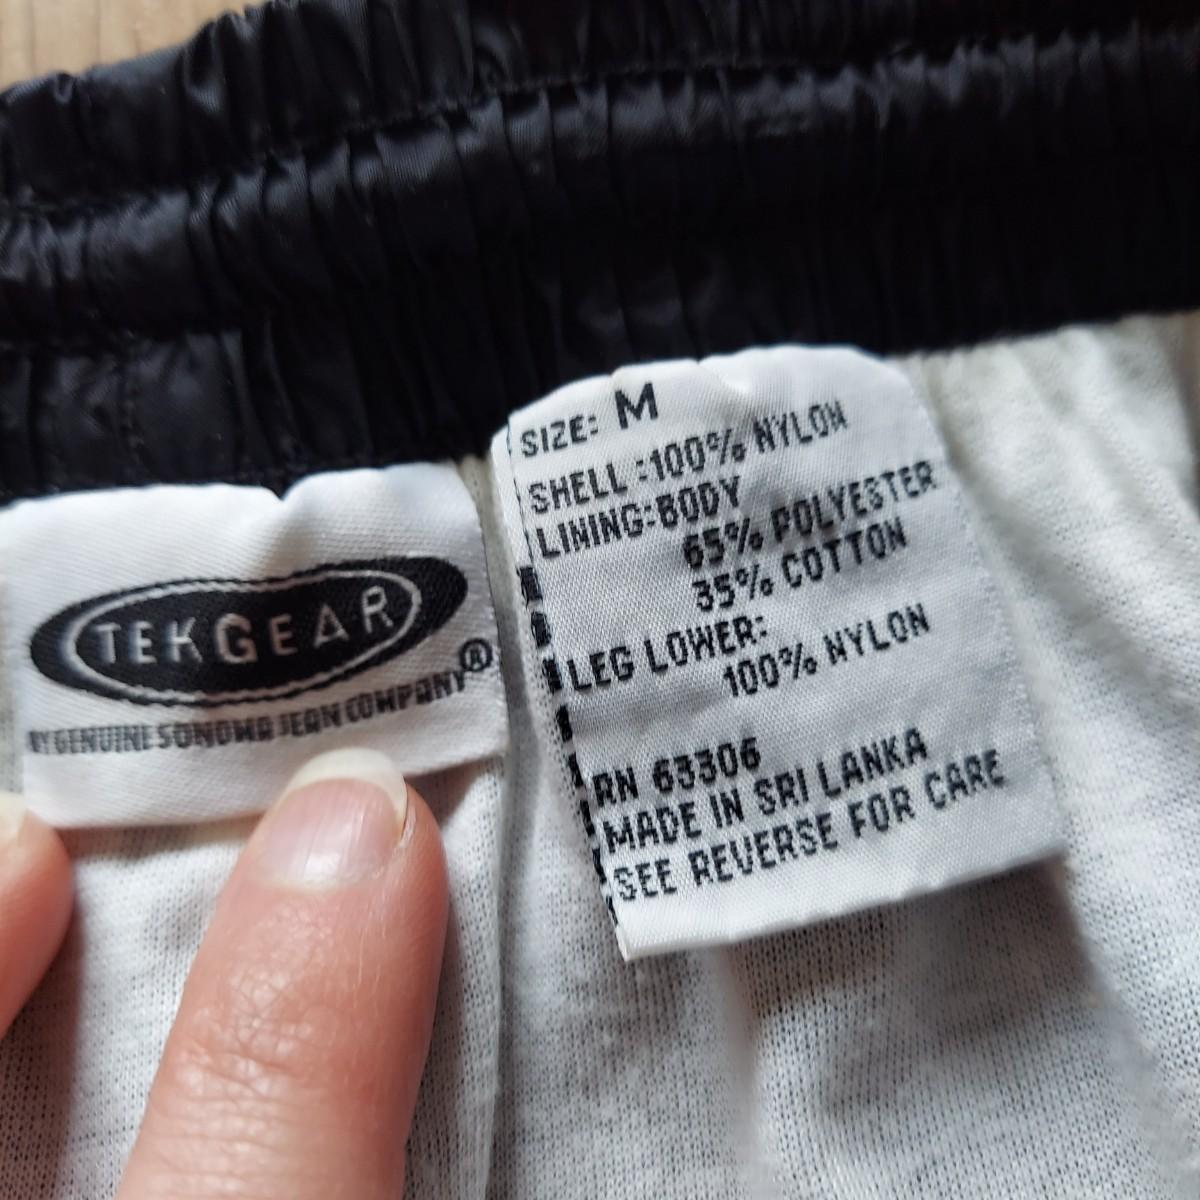 TEKGEAR®
BY GENUINE SONOMA JEAN COMPANY
SIZE: M
SHELL :100% NYLON
LINING:BODY
65% POLYESTER
35% COTTON
LEG LOWER:
100% NYLON
RN 63306
MADE IN SRI LANKA
SEE REVERSE FOR CARE